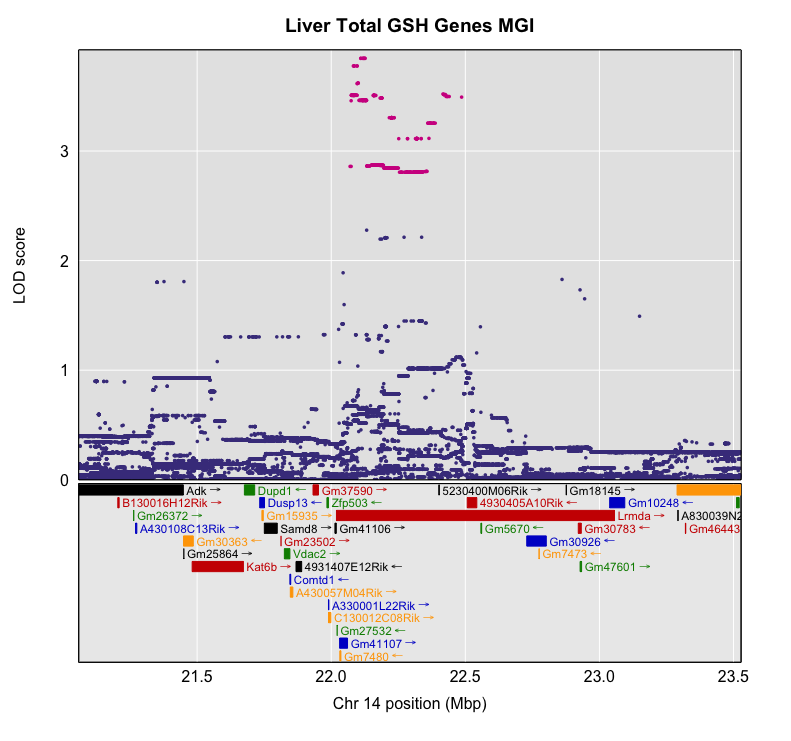 Liver Total GSH Genes MGI
LOD score
3
2
1
0
Adk → Dupd1 ← Gm37590 → 5230400M06Rik → Gm18145 →
B130016H12Rik → Dusp13 ← Zfp503 ← 4930405A10Rik ← Gm10248 ←
Gm26372 → Gm15935 ← Lrmda → A830039N2
A430108C13Rik → Samd8 → Gm41106 → Gm5670 ← Gm30783 ← Gm46443
Gm30363 ← Gm23502 → Gm30926 ←
Gm25864 → Vdac2 → Gm7473 ←
Kat6b → 4931407E12Rik ← Gm47601 →
Comtd1 ←
A430057M04Rik →
A330001L22Rik →
C130012C08Rik →
Gm27532 ←
Gm41107 →
Gm7480 ←
21.5 22.0 22.5 23.0 23.5
Chr 14 position (Mbp)